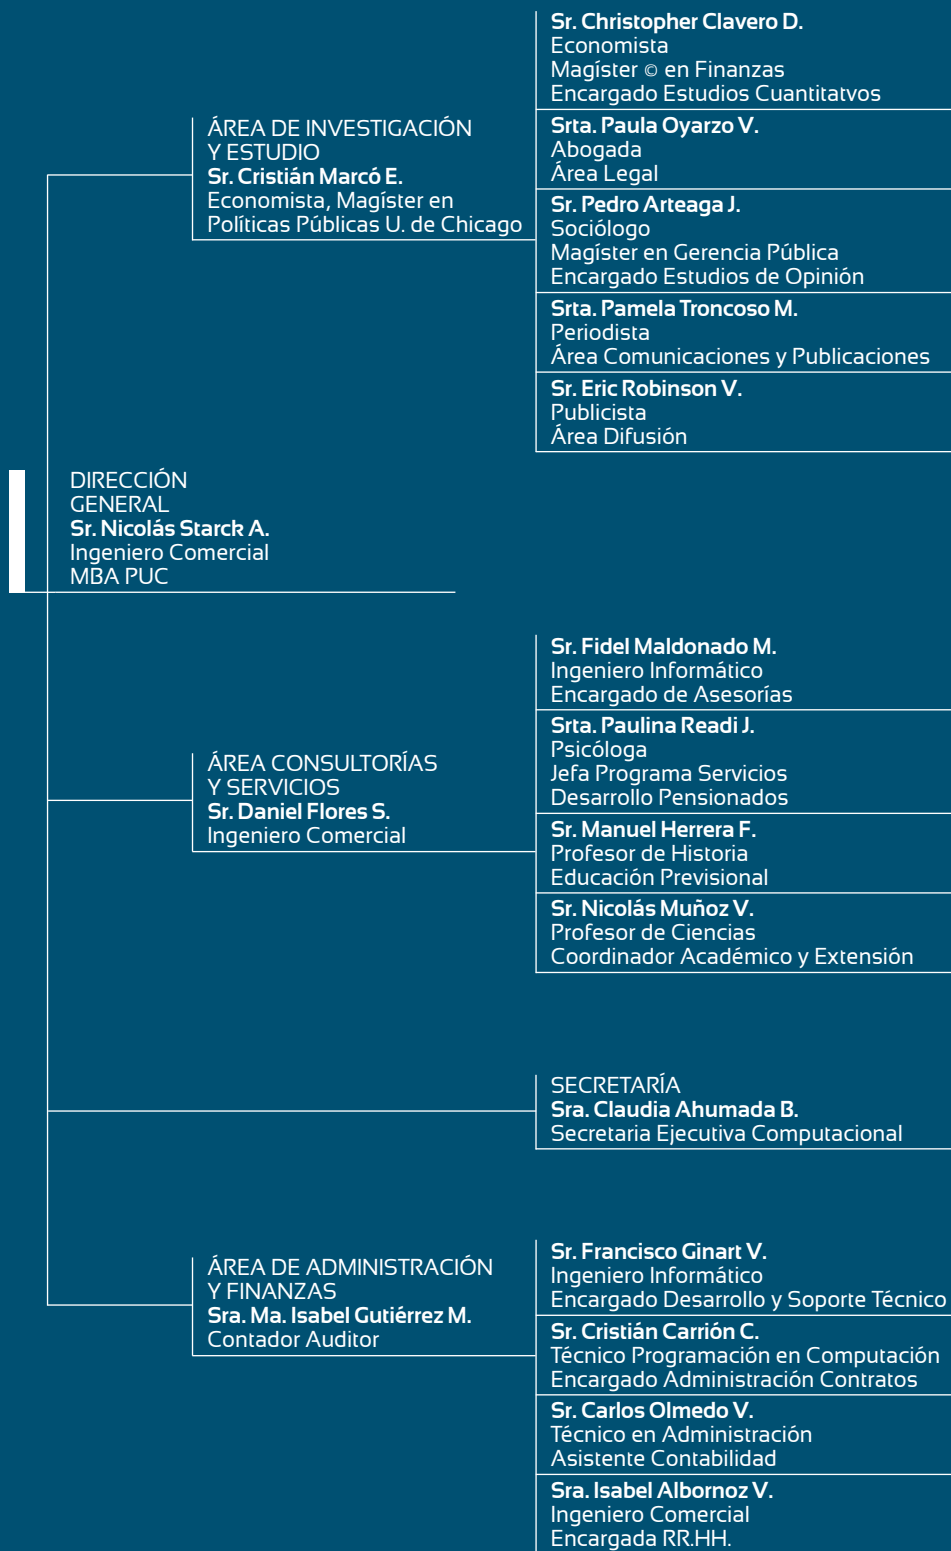 DIRECCIÓN
GENERAL
Sr. Nicolás Starck A.
Ingeniero Comercial
MBA PUC
ÁREA DE INVESTIGACIÓN
Y ESTUDIO
Sr. Cristián Marcó E.
Economista, Magíster en
Políticas Públicas U. de Chicago
Sr. Christopher Clavero D.
Economista
Magíster © en Finanzas
Encargado Estudios Cuantitatvos
Srta. Paula Oyarzo V.
Abogada
Área Legal
Sr. Pedro Arteaga J.
Sociólogo
Magíster en Gerencia Pública
Encargado Estudios de Opinión
Srta. Pamela Troncoso M.
Periodista
Área Comunicaciones y Publicaciones
Sr. Eric Robinson V.
Publicista
Área Difusión
ÁREA CONSULTORÍAS
Y SERVICIOS
Sr. Daniel Flores S.
Ingeniero Comercial
Sr. Fidel Maldonado M.
Ingeniero Informático
Encargado de Asesorías
Srta. Paulina Readi J.
Psicóloga
Jefa Programa Servicios
Desarrollo Pensionados
Sr. Manuel Herrera F.
Profesor de Historia
Educación Previsional
Sr. Nicolás Muñoz V.
Profesor de Ciencias
Coordinador Académico y Extensión
SECRETARÍA
Sra. Claudia Ahumada B.
Secretaria Ejecutiva Computacional
ÁREA DE ADMINISTRACIÓN
Y FINANZAS
Sra. Ma. Isabel Gutiérrez M.
Contador Auditor
Sr. Francisco Ginart V.
Ingeniero Informático
Encargado Desarrollo y Soporte Técnico
Sr. Cristián Carrión C.
Técnico Programación en Computación
Encargado Administración Contratos
Sr. Carlos Olmedo V.
Técnico en Administración
Asistente Contabilidad
Sra. Isabel Albornoz V.
Ingeniero Comercial
Encargada RR.HH.